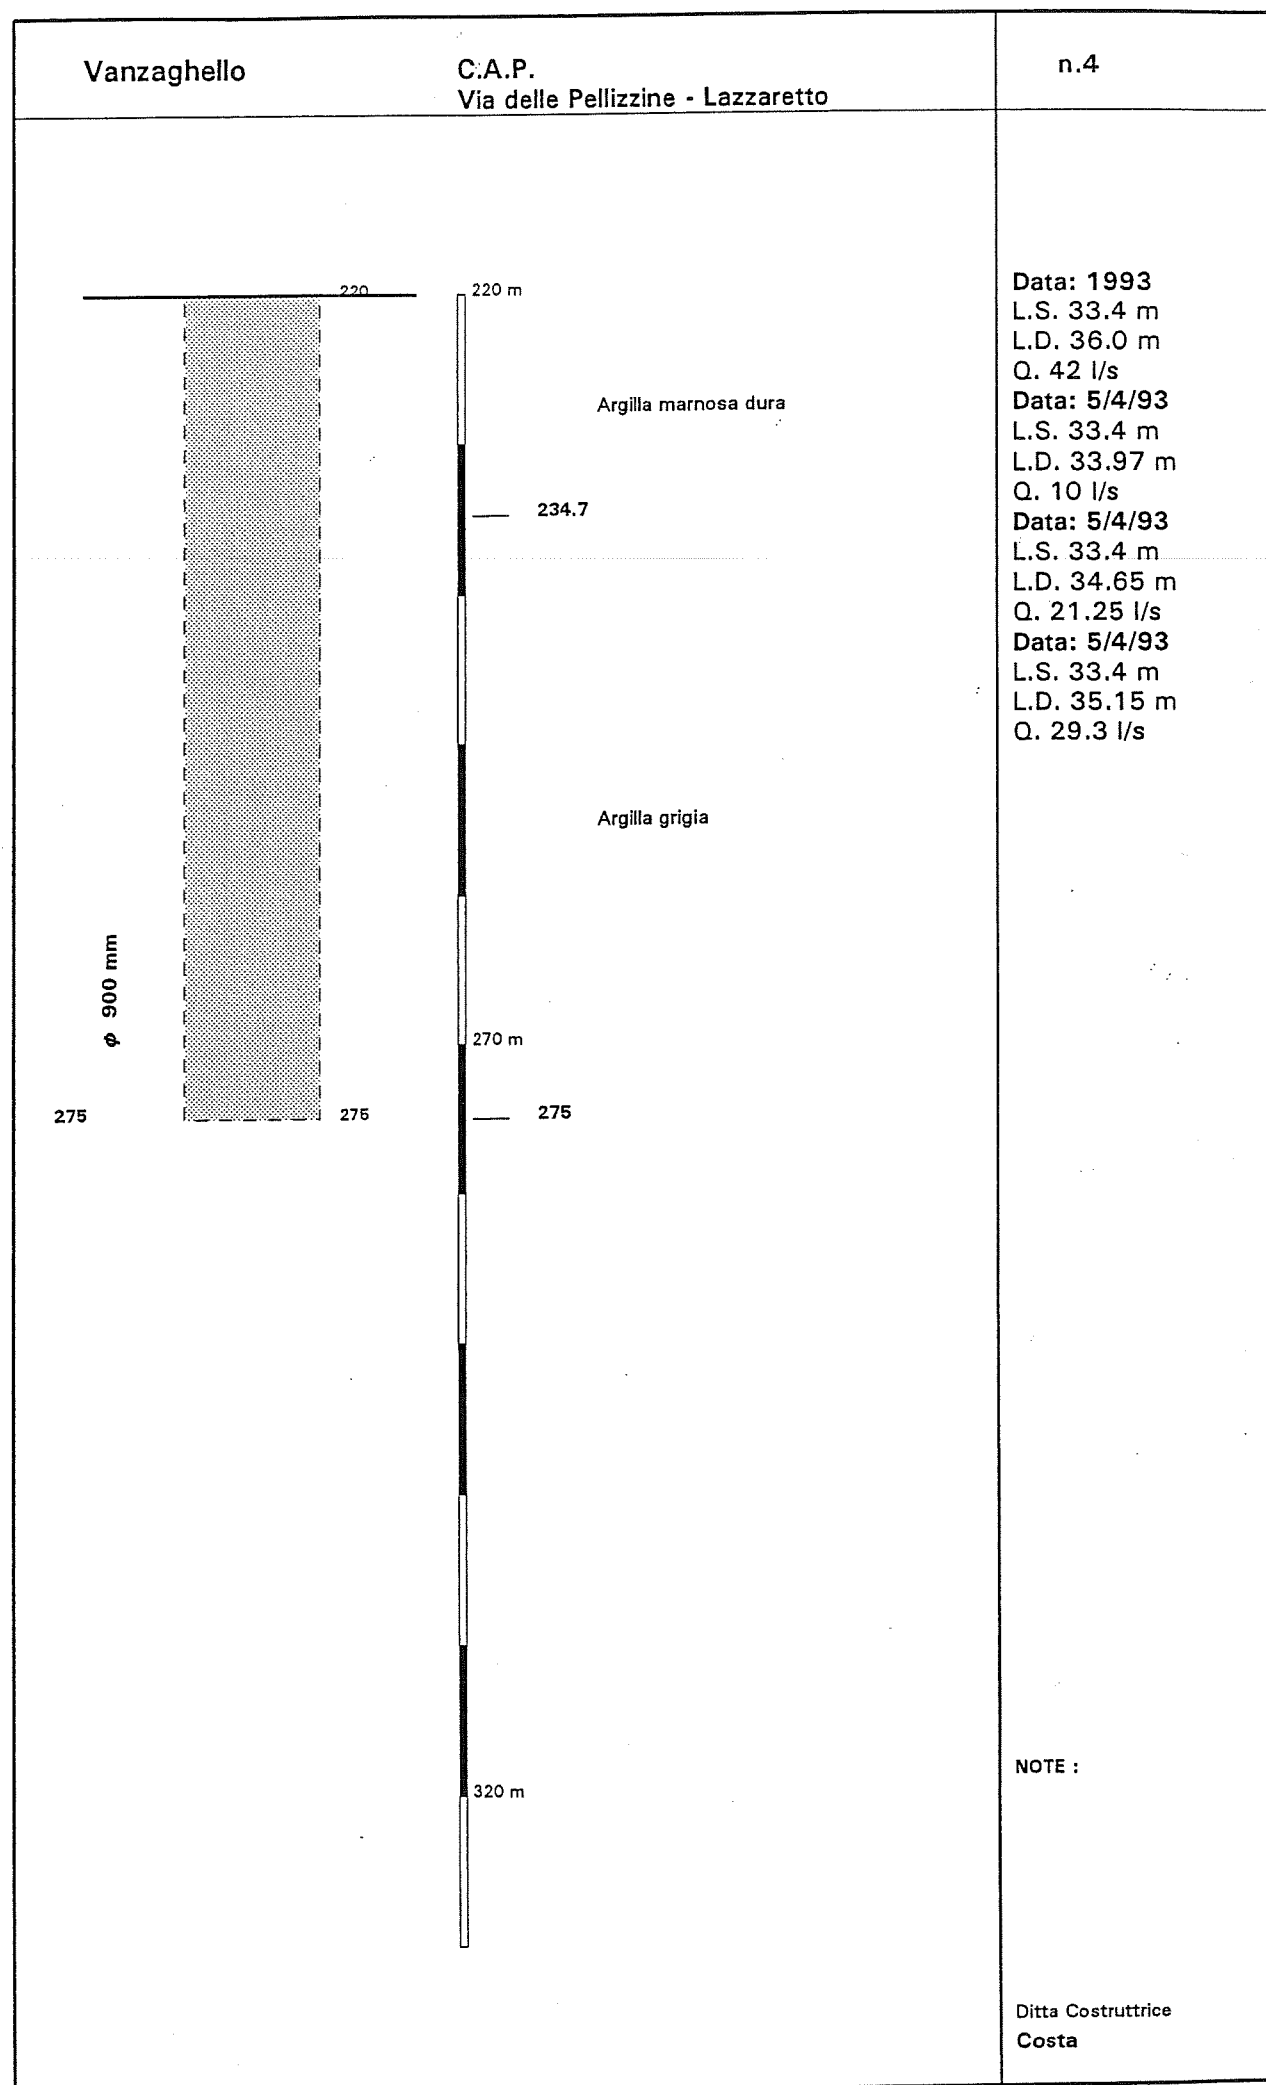 Vanzaghello
C.A.P.
Via delle Pellizzine - Lazzaretto
n.4
220
220 m
Argilla marnosa dura
234.7
Argilla grigia
φ 900 mm
270 m
275
275
275
320 m
Data: 1993
L.S. 33.4 m
L.D. 36.0 m
Q. 42 l/s
Data: 5/4/93
L.S. 33.4 m
L.D. 33.97 m
Q. 10 l/s
Data: 5/4/93
L.S. 33.4 m
L.D. 34.65 m
Q. 21.25 l/s
Data: 5/4/93
L.S. 33.4 m
L.D. 35.15 m
Q. 29.3 l/s
NOTE :
Ditta Costruttrice
Costa